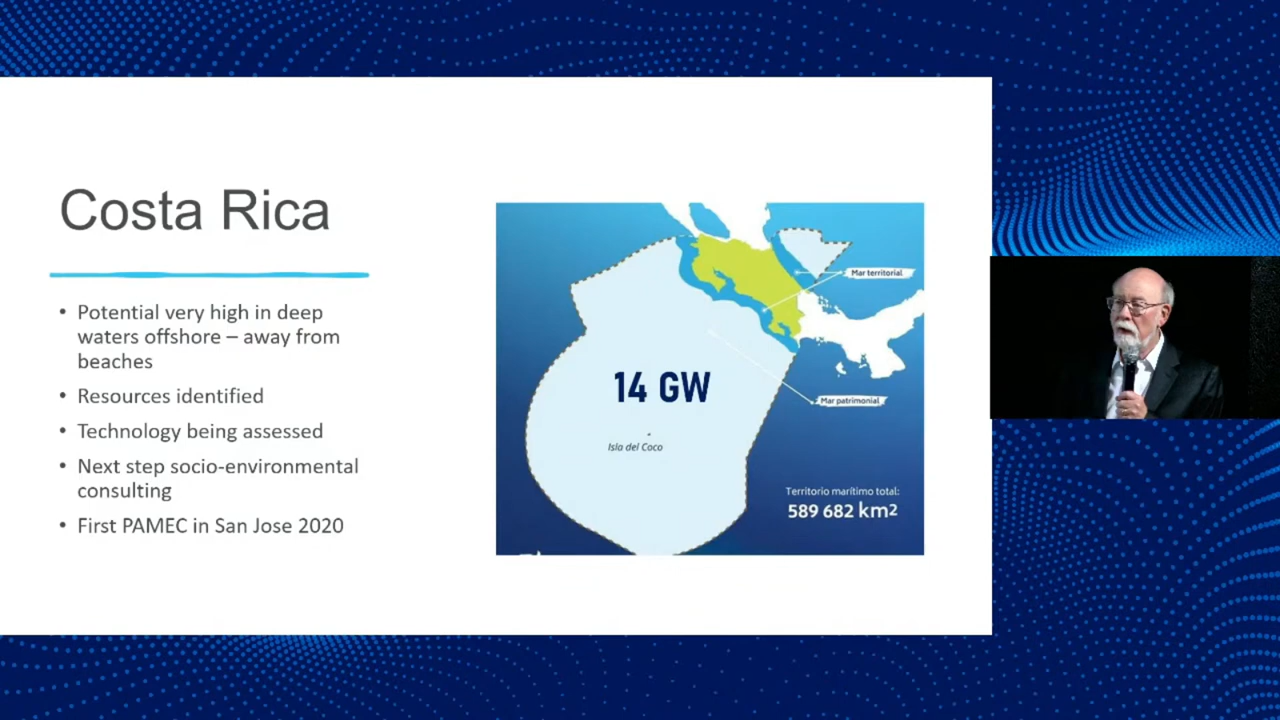 Costa Rica
• Potential very high in deep
waters offshore – away from
beaches
• Resources identified
• Technology being assessed
• Next step socio-environmental
consulting
• First PAMEC in San Jose 2020
Mar territorial
14 GW
Mar patrimonial
Isla del Coco
Territorio marítimo total:
589 682 km2